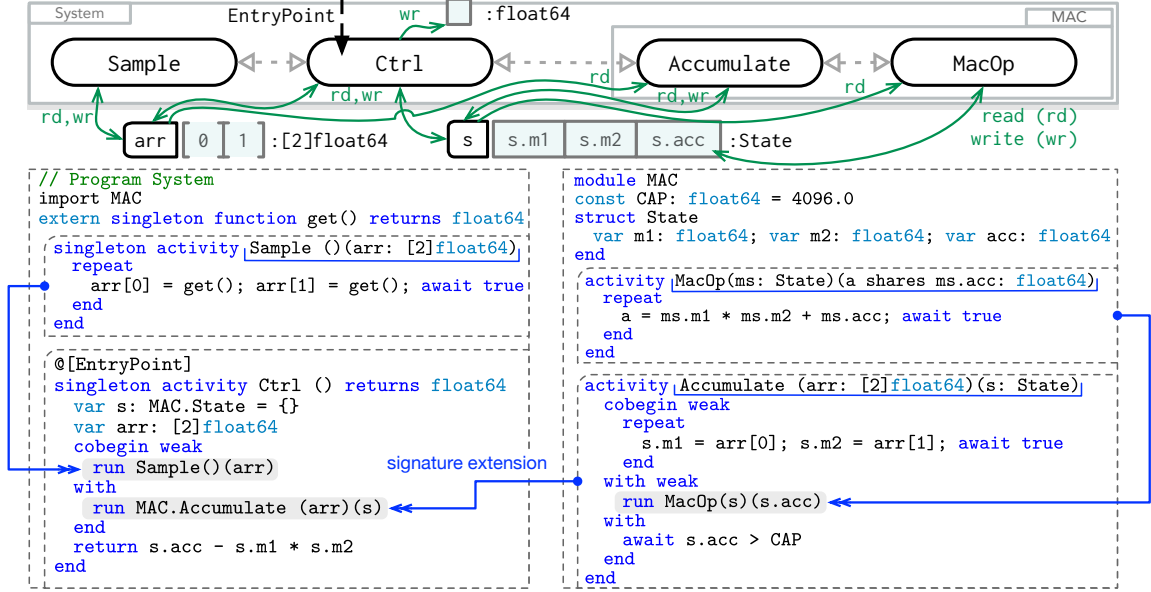 System
EntryPoint
wr
:float64
MAC
Sample
Ctrl
Accumulate
MacOp
rd,wr
rd,wr
rd
rd,wr
rd
arr
0
1
:[2]float64
s
s.m1
s.m2
s.acc
:State
read (rd)
write (wr)
// Program System
import MAC
extern singleton function get() returns float64
singleton activity Sample ()(arr: [2]float64)
repeat
arr[0] = get(); arr[1] = get(); await true
end
end
@[EntryPoint]
singleton activity Ctrl () returns float64
var s: MAC.State = {}
var arr: [2]float64
cobegin weak
run Sample()(arr)
with
run MAC.Accumulate (arr)(s)
end
return s.acc - s.m1 * s.m2
end
signature extension
module MAC
const CAP: float64 = 4096.0
struct State
var m1: float64; var m2: float64; var acc: float64
end
activity MacOp(ms: State)(a shares ms.acc: float64)
repeat
a = ms.m1 * ms.m2 + ms.acc; await true
end
end
activity Accumulate (arr: [2]float64)(s: State)
cobegin weak
repeat
s.m1 = arr[0]; s.m2 = arr[1]; await true
end
with weak
run MacOp(s)(s.acc)
with
await s.acc > CAP
end
end